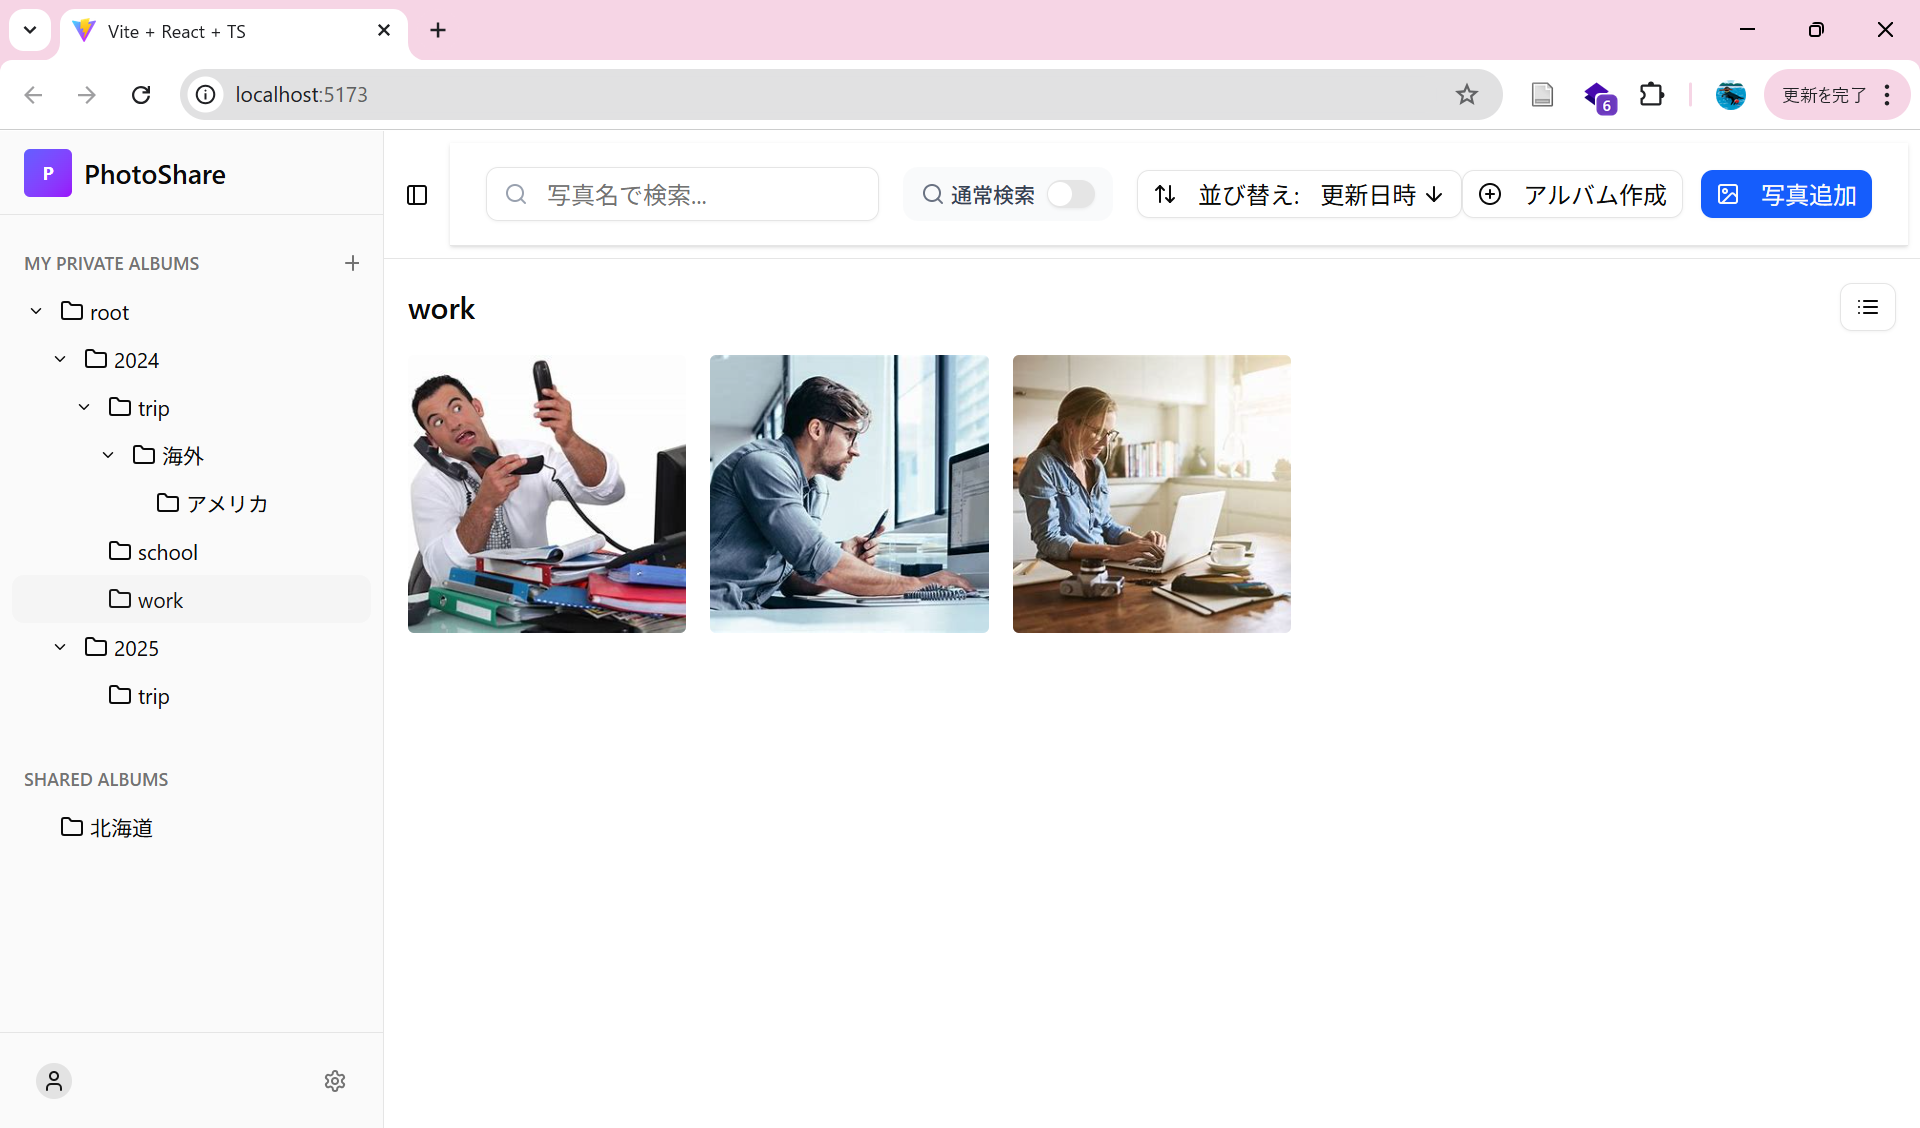 Vite + React + TS
localhost:5173
6
更新を完了
P
PhotoShare
写真名で検索...
通常検索
並び替え: 更新日時
アルバム作成
写真追加
MY PRIVATE ALBUMS
root
2024
trip
海外
アメリカ
school
work
2025
trip
SHARED ALBUMS
北海道
work